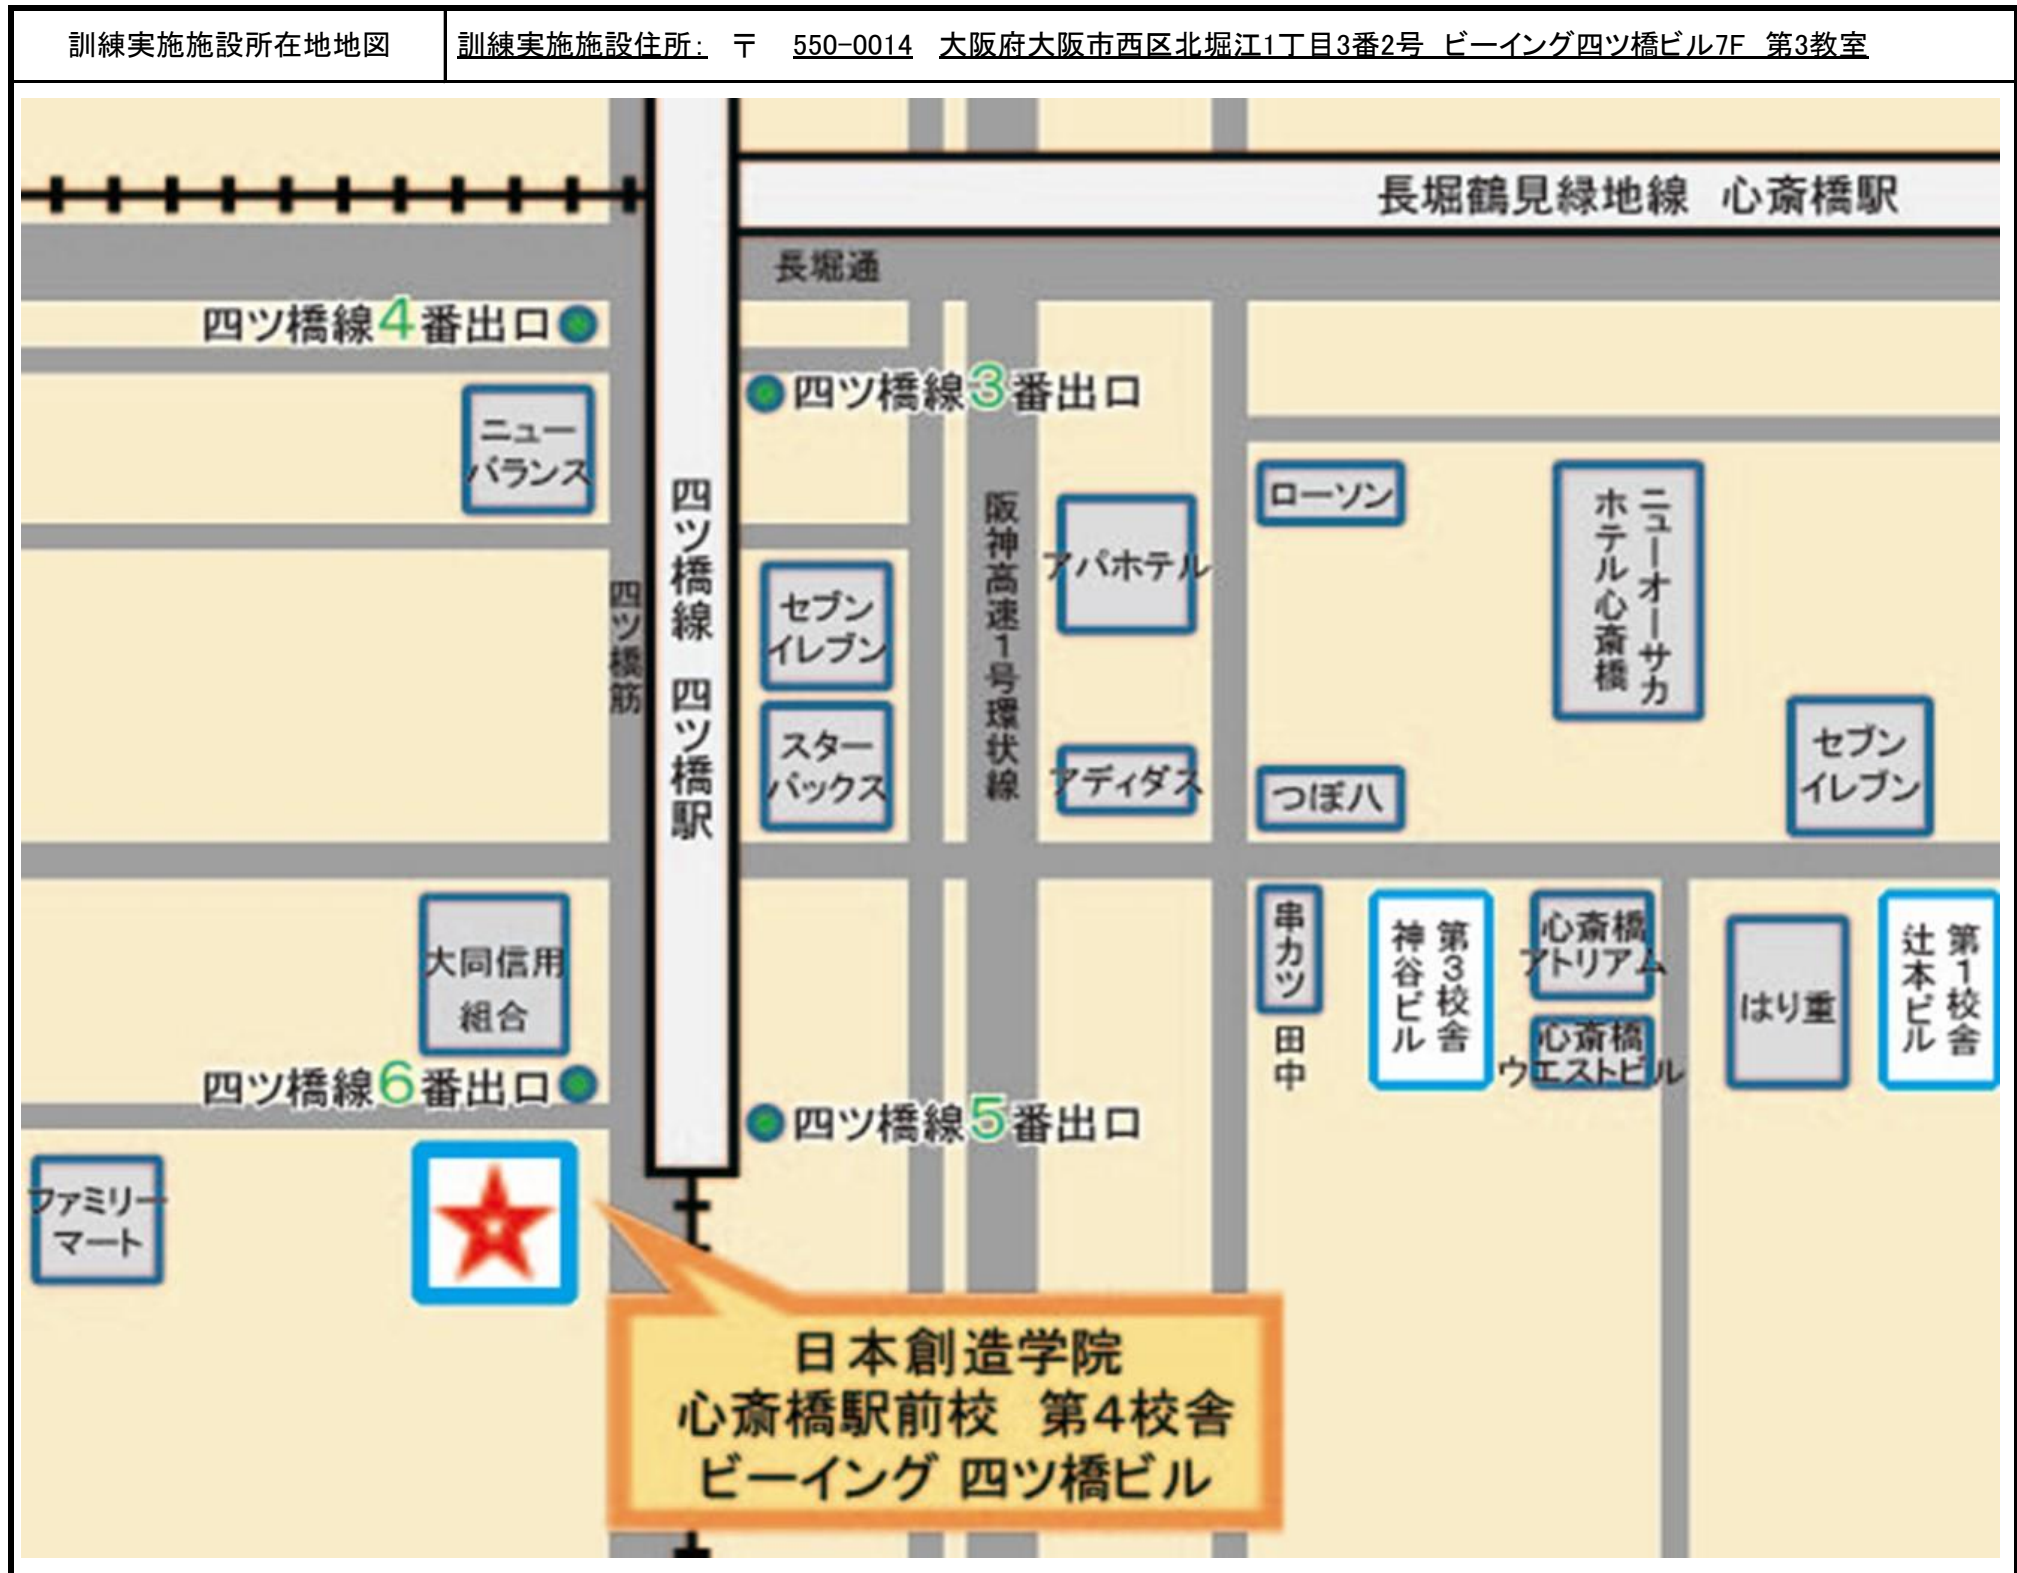 訓練実施施設所在地地図
訓練実施施設住所: 〒 550-0014 大阪府大阪市西区北堀江1丁目3番2号 ビーイング四ツ橋ビル7F 第3教室
長堀鶴見緑地線 心斎橋駅
長堀通
四ツ橋線4番出口
四ツ橋線3番出口
ニュー
バランス
四ツ橋線 四ツ橋駅
四ツ橋筋
阪神高速1号環状線
アパホテル
ローソン
ニューオーサカ
ホテル心斎橋
セブン
イレブン
スター
バックス
アディダス
つぼ八
セブン
イレブン
大同信用
組合
串カツ
田中
第3校舎
神谷ビル
心斎橋
アトリアム
心斎橋
ウエストビル
はり重
第1校舎
辻本ビル
四ツ橋線6番出口
四ツ橋線5番出口
ファミリー
マート
日本創造学院
心斎橋駅前校 第4校舎
ビーイング 四ツ橋ビル